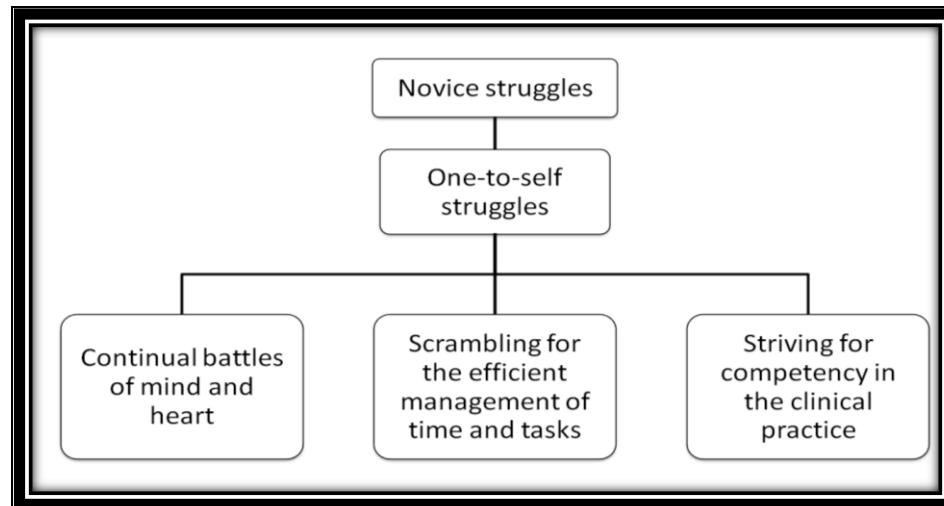 Novice struggles
One-to-self
struggles
Continual battles
of mind and
heart
Scrambling for
the efficient
management of
time and tasks
Striving for
competency in
the clinical
practice